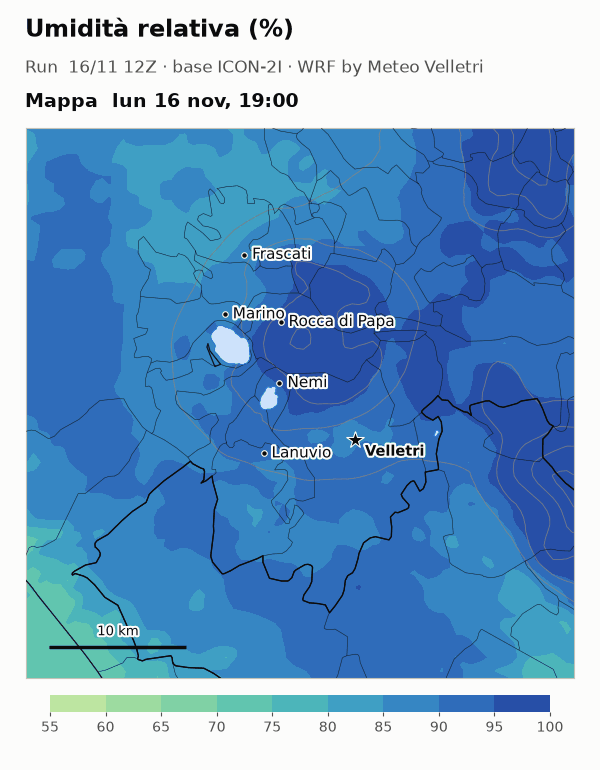 Umidità relativa (%)
Run  16/11 12Z · base ICON-2I · WRF by Meteo Velletri
Mappa  lun 16 nov, 19:00
Frascati
Marino
Rocca di Papa
Nemi
Velletri
Lanuvio
10 km
55 60 65 70 75 80 85 90 95 100